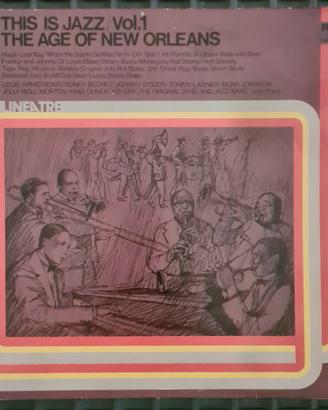 THIS IS JAZZ / Vol.1
THE AGE OF NEW ORLEANS
Maple Leaf Rag / When the Saints Go Marchin' In / Oh! Didn't He Ramble / A Closer Walk with Thee
Frankie and Johnny / St. Louis Blues / Weary Blues / Mahogany Hall Stomp / High Society
Tiger Rag / Muskrat Ramble / Original Jelly Roll Blues / 12th Street Rag / Basin Street Blues
Dixieland Jazz Band One Step / Livery Stable Blues
LOUIS ARMSTRONG / SIDNEY BECHET / JOHNNY DODDS / TOMMY LADNIER / BUNK JOHNSON
JELLY ROLL MORTON / KING OLIVER / KID ORY / THE ORIGINAL DIXIELAND JAZZ BAND
LINEATRE